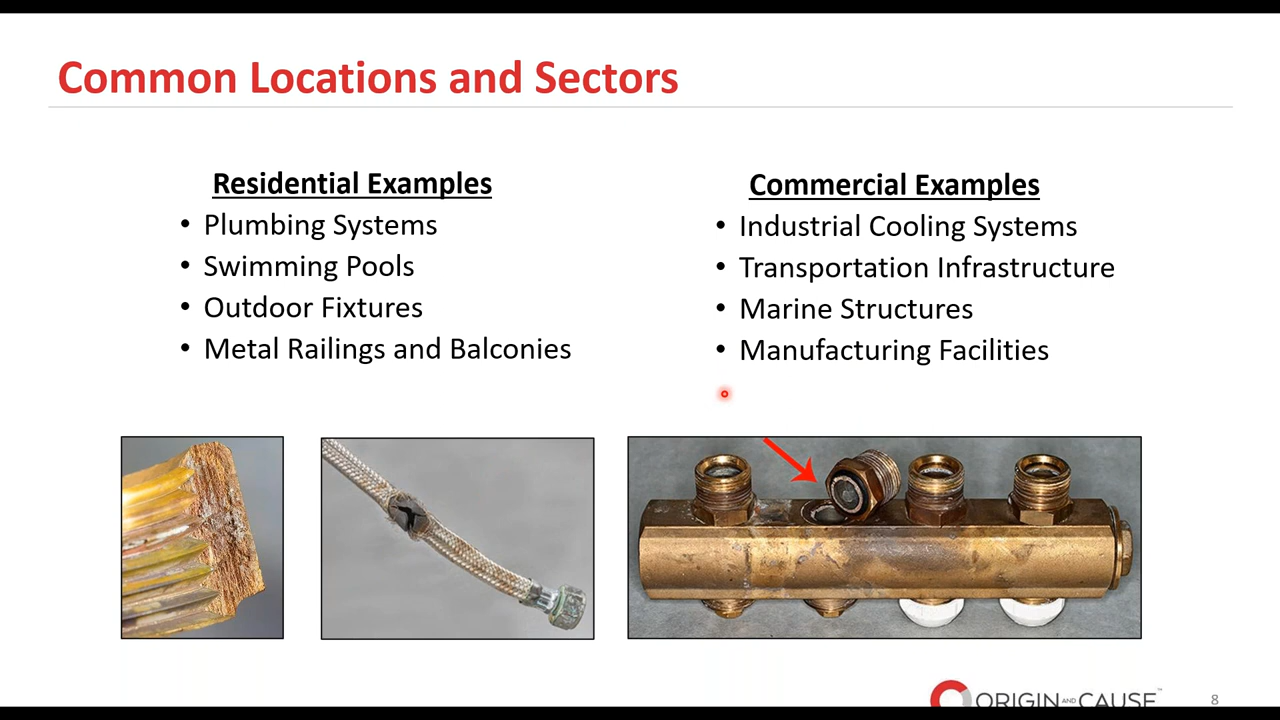 Common Locations and Sectors
Residential Examples
• Plumbing Systems
• Swimming Pools
• Outdoor Fixtures
• Metal Railings and Balconies
Commercial Examples
• Industrial Cooling Systems
• Transportation Infrastructure
• Marine Structures
• Manufacturing Facilities
ORIGIN AND CAUSE™
8